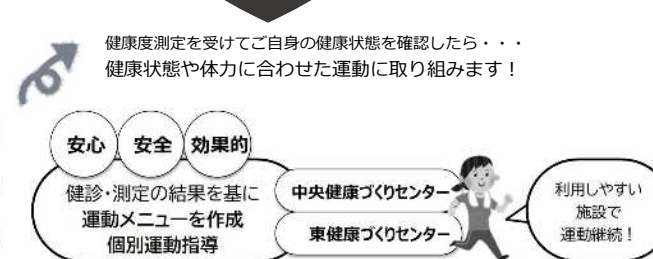 健康度測定を受けてご自身の健康状態を確認したら・・・
健康状態や体力に合わせた運動に取り組みます！
安心 安全 効果的
健診・測定の結果を基に
運動メニューを作成
個別運動指導
中央健康づくりセンター
東健康づくりセンター
利用しやすい
施設で
運動継続！